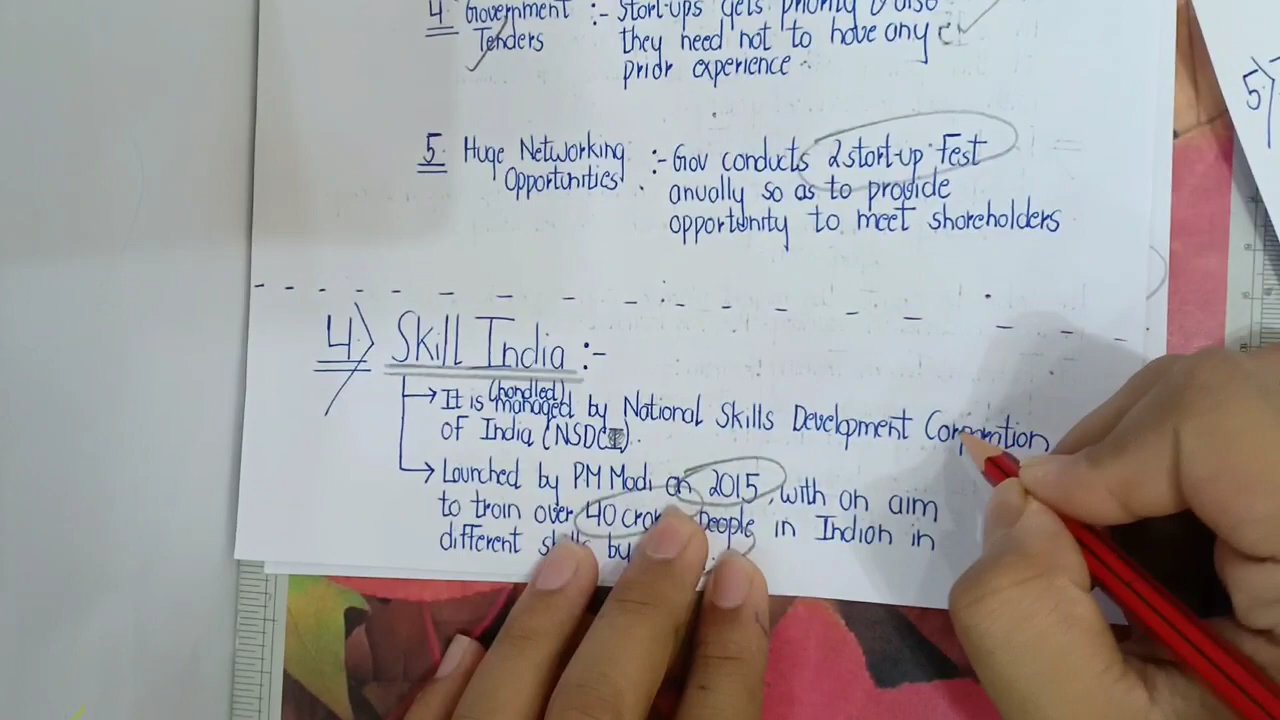 4 Government :- Start-ups gets priority & also
Tenders they need not to have any
prior experience.
5 Huge Networking :- Gov conducts 2 start-up Fest
Opportunities anually so as to provide
opportunity to meet shareholders
4) Skill India :-
(handled)
→ It is managed by National Skills Development Corporation
of India (NSDCI).
→ Launched by PM Modi on 2015, with an aim
to train over 40 crore people in Indian in
different skills by
5)